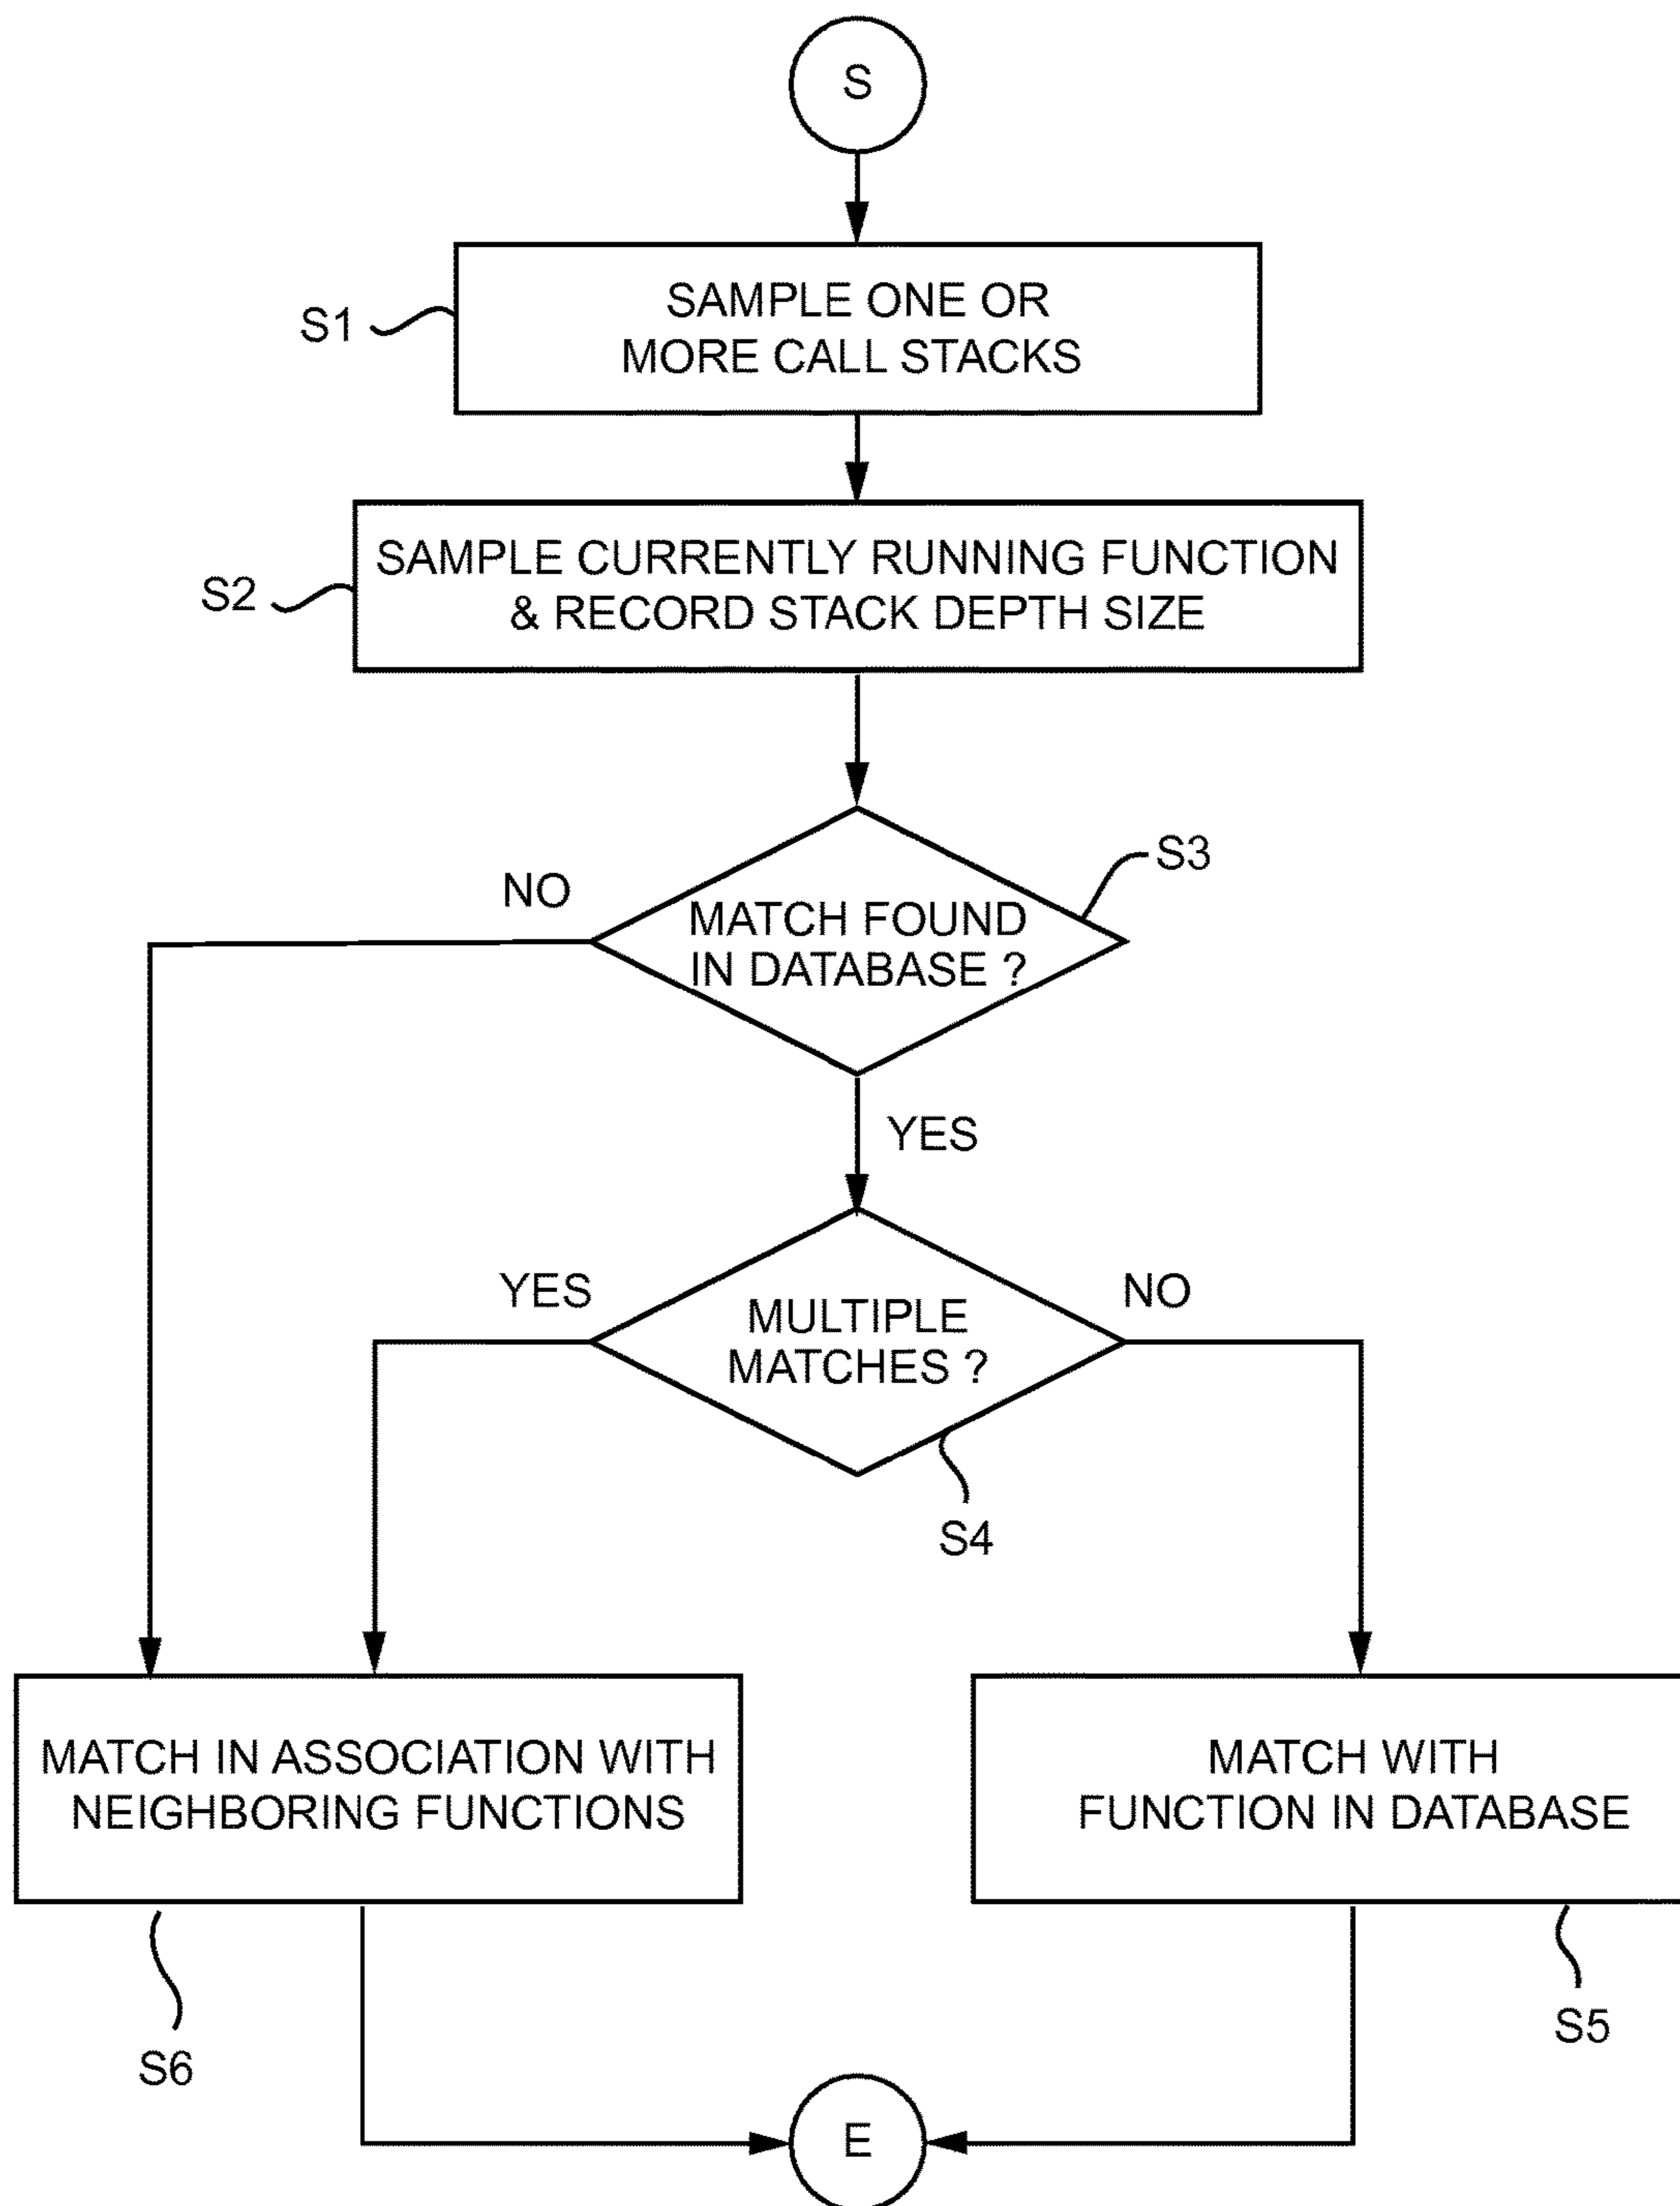 S
SAMPLE ONE OR
MORE CALL STACKS
S1
SAMPLE CURRENTLY RUNNING FUNCTION
& RECORD STACK DEPTH SIZE
S2
S3
NO
MATCH FOUND
IN DATABASE ?
YES
YES
NO
MULTIPLE
MATCHES ?
S4
MATCH IN ASSOCIATION WITH
NEIGHBORING FUNCTIONS
MATCH WITH
FUNCTION IN DATABASE
S5
S6
E